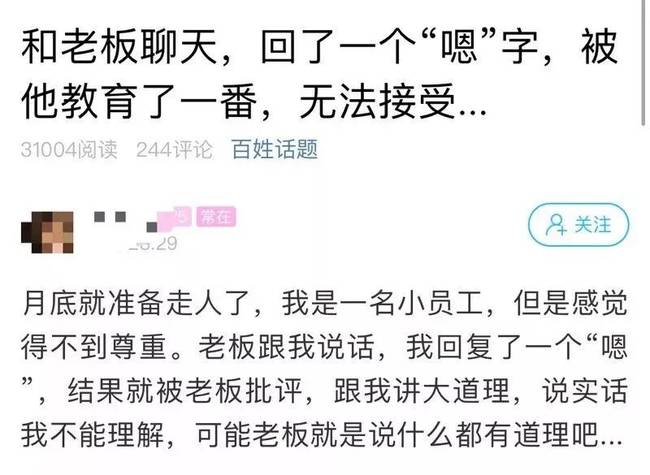 和老板聊天，回了一个“嗯”字，被
他教育了一番，无法接受...
31004阅读 244评论 百姓话题
常在
关注
月底就准备走人了，我是一名小员工，但是感觉
得不到尊重。老板跟我说话，我回复了一个“嗯
”，结果就被老板批评，跟我讲大道理，说实话
我不能理解，可能老板就是说什么都有道理吧...